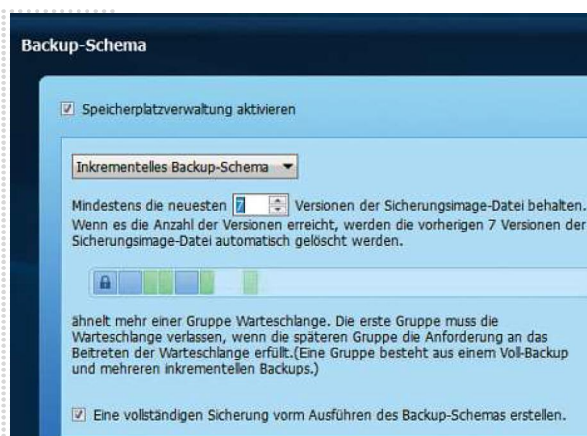 Backup-Schema
Speicherplatzverwaltung aktivieren
Inkrementelles Backup-Schema
Mindestens die neuesten 7 Versionen der Sicherungsimage-Datei behalten.
Wenn es die Anzahl der Versionen erreicht, werden die vorherigen 7 Versionen der
Sicherungsimage-Datei automatisch gelöscht werden.
ähnelt mehr einer Gruppe Warteschlange. Die erste Gruppe muss die
Warteschlange verlassen, wenn die späteren Gruppe die Anforderung an das
Beitreten der Warteschlange erfüllt.(Eine Gruppe besteht aus einem Voll-Backup
und mehreren inkrementellen Backups.)
Eine vollständigen Sicherung vorm Ausführen des Backup-Schemas erstellen.